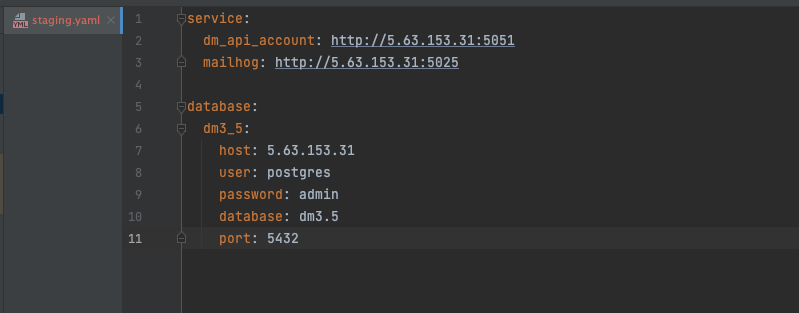 staging.yaml
YML
1 service:
2   dm_api_account: http://5.63.153.31:5051
3   mailhog: http://5.63.153.31:5025
4
5 database:
6   dm3_5:
7     host: 5.63.153.31
8     user: postgres
9     password: admin
10     database: dm3.5
11     port: 5432